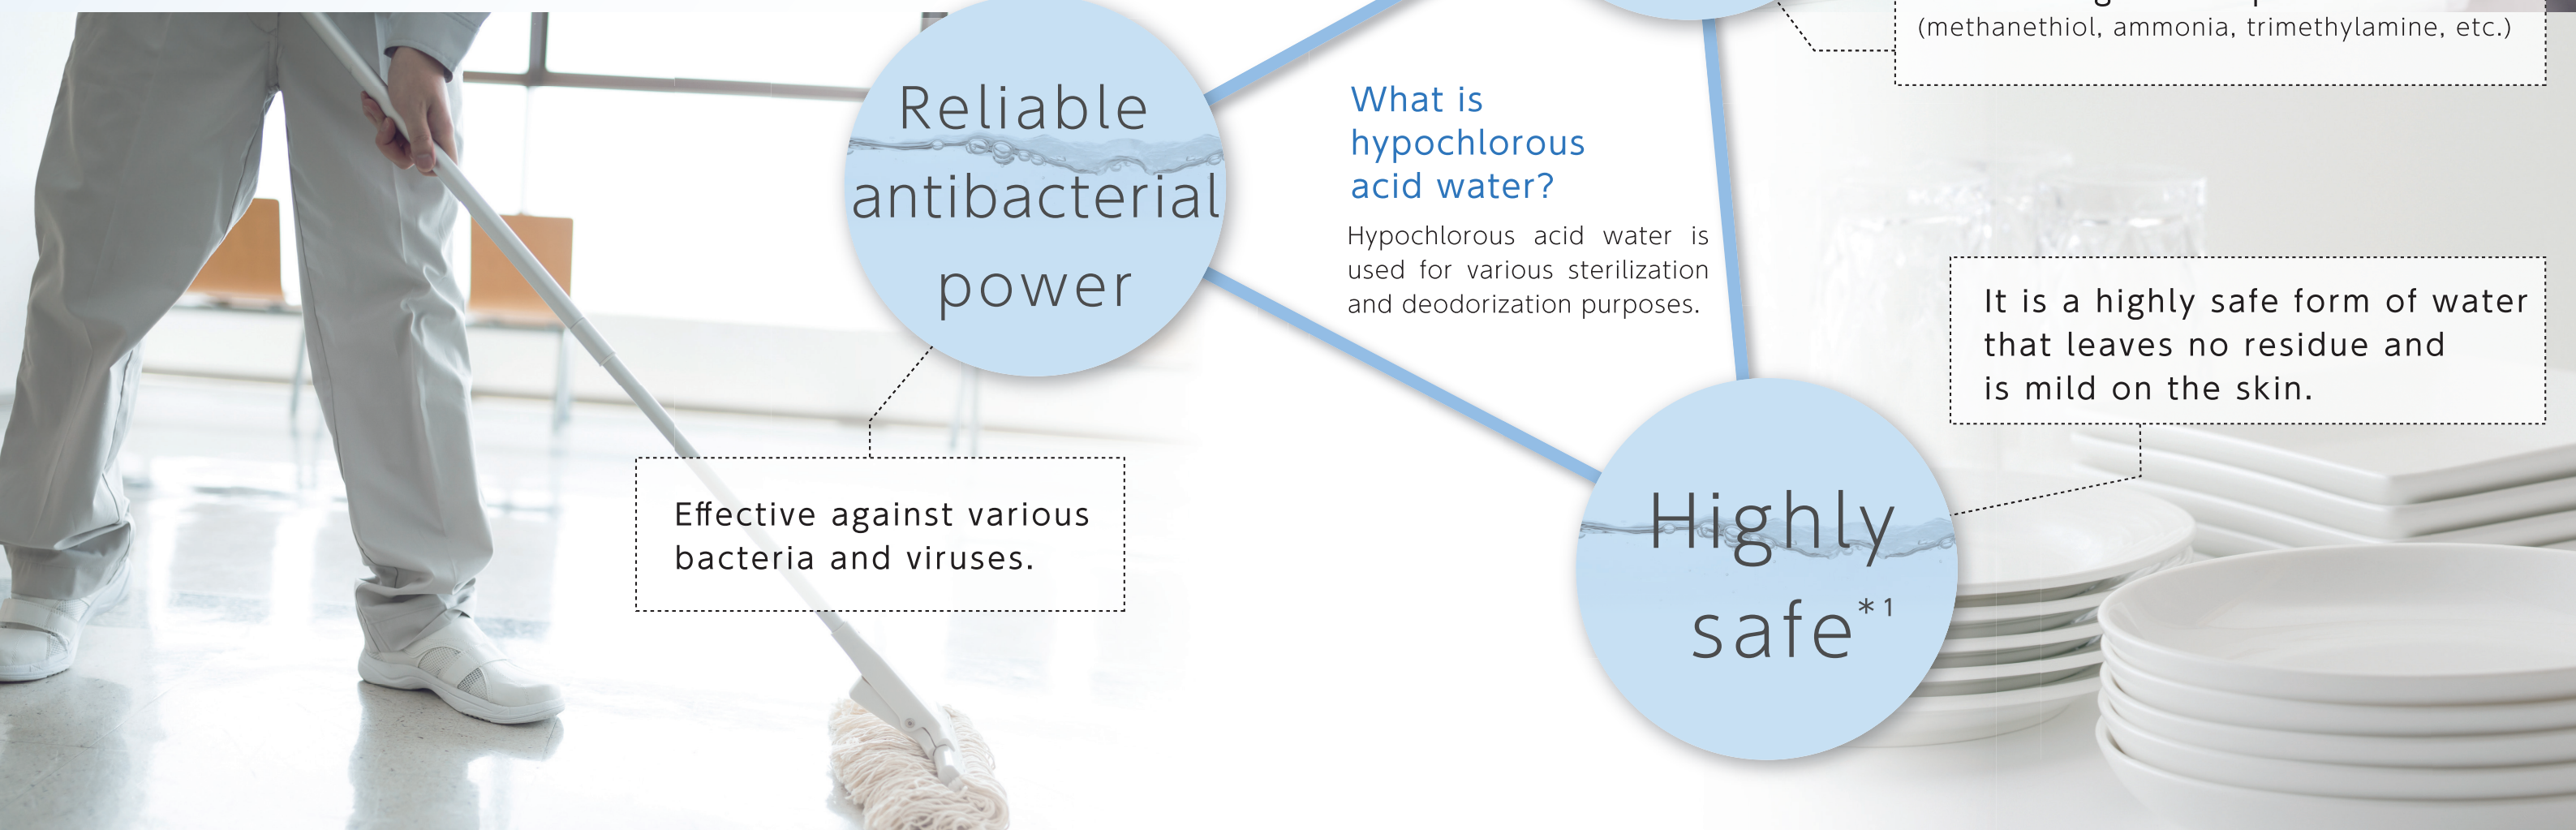 (methanethiol, ammonia, trimethylamine, etc.)
Reliable
antibacterial
power
What is
hypochlorous
acid water?
Hypochlorous acid water is
used for various sterilization
and deodorization purposes.
It is a highly safe form of water
that leaves no residue and
is mild on the skin.
Effective against various
bacteria and viruses.
Highly
safe*1